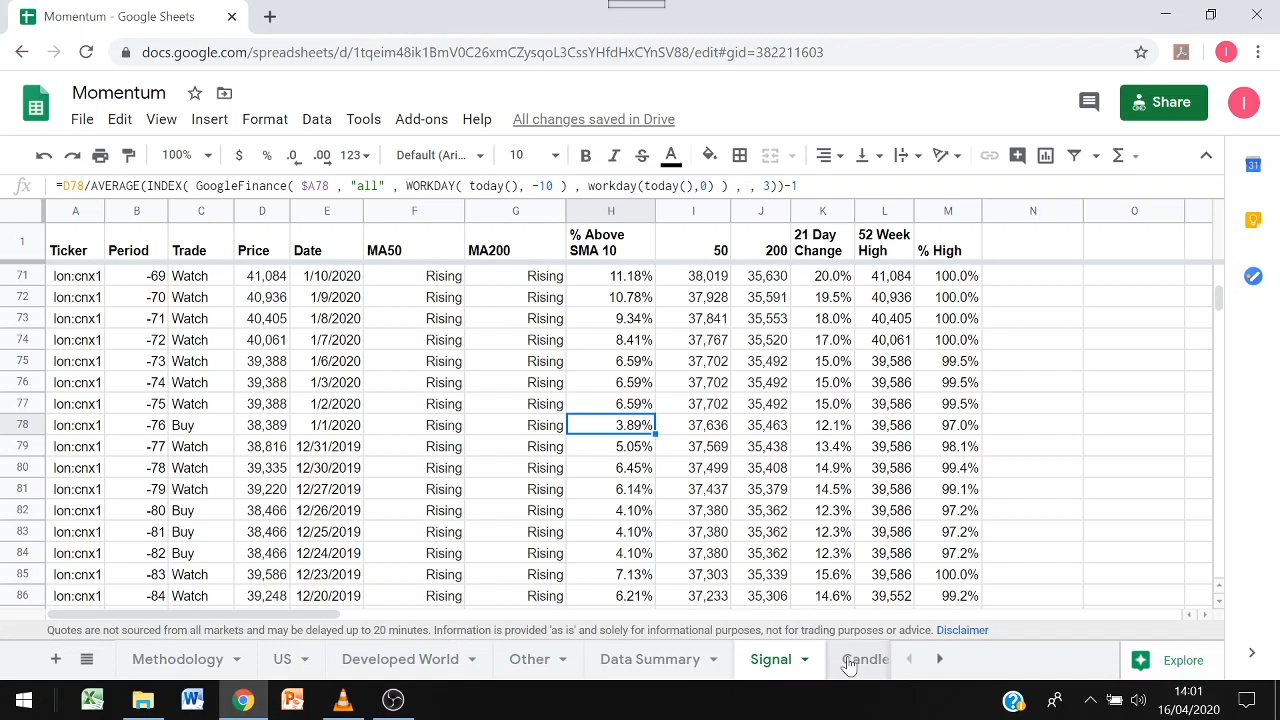 Momentum - Google Sheets
docs.google.com/spreadsheets/d/1tqeim48ik1BmV0C26xmCZysqoL3CssYHfdHxCYnSV88/edit#gid=382211603
I
Momentum
File Edit View Insert Format Data Tools Add-ons Help All changes saved in Drive
Share
I
100% $ % .0 .00 123 Default (Ari... 10 B I S A Σ
31
fx =D78/AVERAGE(INDEX( GoogleFinance( $A78 , "all" , WORKDAY( today(), -10 ) , workday(today(),0) ) , , 3))-1
A B C D E F G H I J K L M N O
1 Ticker Period Trade Price Date MA50 MA200 % Above SMA 10 50 200 21 Day Change 52 Week High % High
71 lon:cnx1 -69 Watch 41,084 1/10/2020 Rising Rising 11.18% 38,019 35,630 20.0% 41,084 100.0%
72 lon:cnx1 -70 Watch 40,936 1/9/2020 Rising Rising 10.78% 37,928 35,591 19.5% 40,936 100.0%
73 lon:cnx1 -71 Watch 40,405 1/8/2020 Rising Rising 9.34% 37,841 35,553 18.0% 40,405 100.0%
74 lon:cnx1 -72 Watch 40,061 1/7/2020 Rising Rising 8.41% 37,767 35,520 17.0% 40,061 100.0%
75 lon:cnx1 -73 Watch 39,388 1/6/2020 Rising Rising 6.59% 37,702 35,492 15.0% 39,586 99.5%
76 lon:cnx1 -74 Watch 39,388 1/3/2020 Rising Rising 6.59% 37,702 35,492 15.0% 39,586 99.5%
77 lon:cnx1 -75 Watch 39,388 1/2/2020 Rising Rising 6.59% 37,702 35,492 15.0% 39,586 99.5%
78 lon:cnx1 -76 Buy 38,389 1/1/2020 Rising Rising 3.89% 37,636 35,463 12.1% 39,586 97.0%
79 lon:cnx1 -77 Watch 38,816 12/31/2019 Rising Rising 5.05% 37,569 35,438 13.4% 39,586 98.1%
80 lon:cnx1 -78 Watch 39,335 12/30/2019 Rising Rising 6.45% 37,499 35,408 14.9% 39,586 99.4%
81 lon:cnx1 -79 Watch 39,220 12/27/2019 Rising Rising 6.14% 37,437 35,379 14.5% 39,586 99.1%
82 lon:cnx1 -80 Buy 38,466 12/26/2019 Rising Rising 4.10% 37,380 35,362 12.3% 39,586 97.2%
83 lon:cnx1 -81 Buy 38,466 12/25/2019 Rising Rising 4.10% 37,380 35,362 12.3% 39,586 97.2%
84 lon:cnx1 -82 Buy 38,466 12/24/2019 Rising Rising 4.10% 37,380 35,362 12.3% 39,586 97.2%
85 lon:cnx1 -83 Watch 39,586 12/23/2019 Rising Rising 7.13% 37,303 35,339 15.6% 39,586 100.0%
86 lon:cnx1 -84 Watch 39,248 12/20/2019 Rising Rising 6.21% 37,233 35,306 14.6% 39,552 99.2%
Quotes are not sourced from all markets and may be delayed up to 20 minutes. Information is provided 'as is' and solely for informational purposes, not for trading purposes or advice. Disclaimer
Methodology US Developed World Other Data Summary Signal Candle
Explore
14:01
16/04/2020